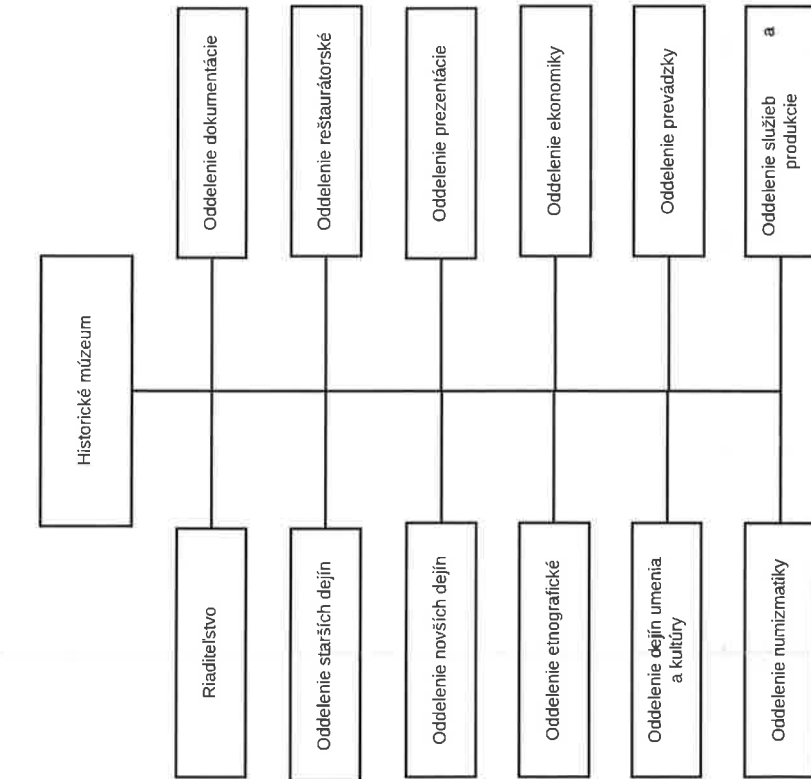 Historické múzeum
Riaditeľstvo
Oddelenie dokumentácie
Oddelenie starších dejín
Oddelenie reštaurátorské
Oddelenie novších dejín
Oddelenie prezentácie
Oddelenie etnografické
Oddelenie ekonomiky
Oddelenie dejín umenia
a kultúry
Oddelenie prevádzky
Oddelenie numizmatiky
Oddelenie služieb a
produkcie